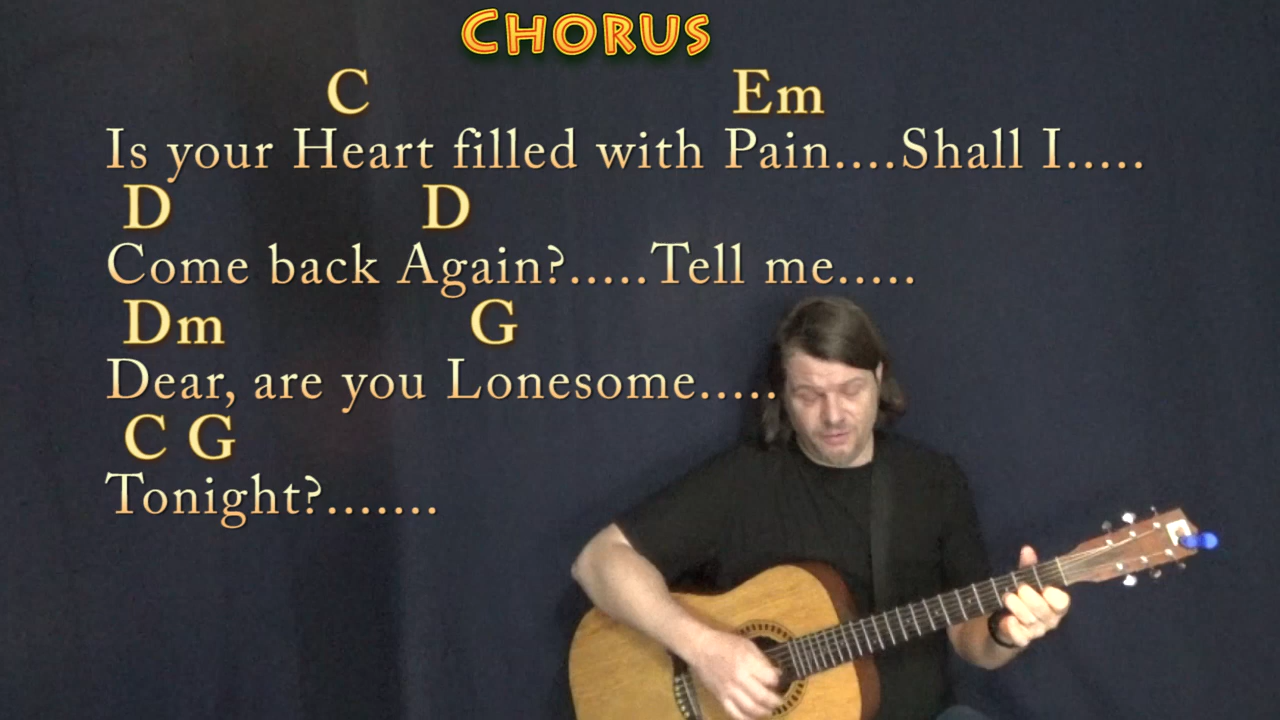 CHORUS
C Em
Is your Heart filled with Pain....Shall I.....
D D
Come back Again?.....Tell me.....
Dm G
Dear, are you Lonesome.....
C G
Tonight?.......